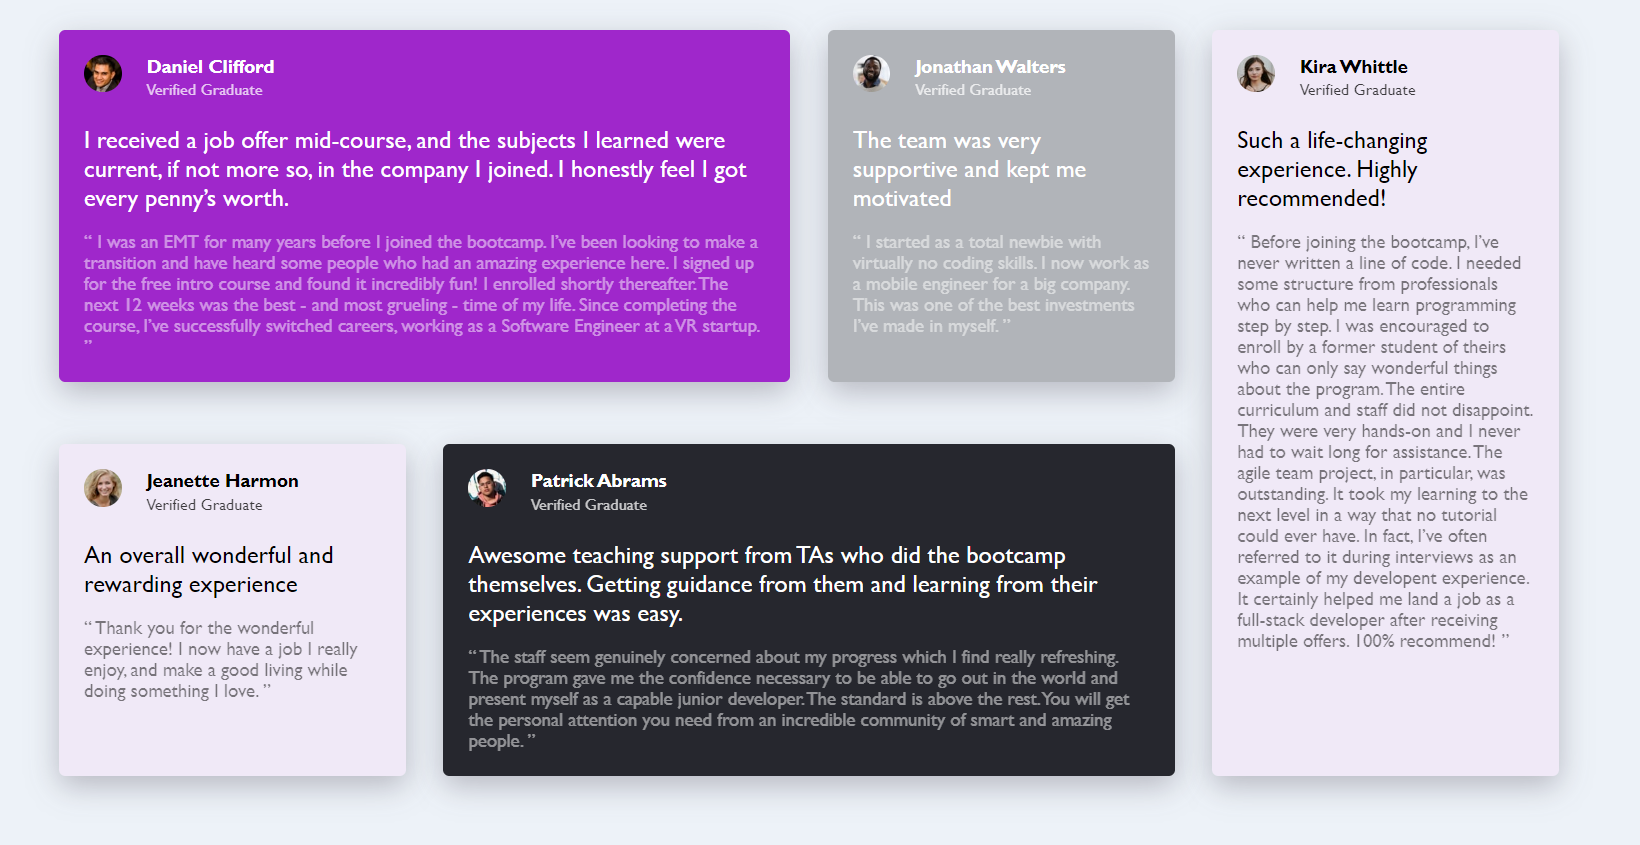 Daniel Clifford
Verified Graduate
I received a job offer mid-course, and the subjects I learned were
current, if not more so, in the company I joined. I honestly feel I got
every penny’s worth.
“ I was an EMT for many years before I joined the bootcamp. I’ve been looking to make a
transition and have heard some people who had an amazing experience here. I signed up
for the free intro course and found it incredibly fun! I enrolled shortly thereafter. The
next 12 weeks was the best - and most grueling - time of my life. Since completing the
course, I’ve successfully switched careers, working as a Software Engineer at a VR startup.
”
Jonathan Walters
Verified Graduate
The team was very
supportive and kept me
motivated
“ I started as a total newbie with
virtually no coding skills. I now work as
a mobile engineer for a big company.
This was one of the best investments
I’ve made in myself. ”
Kira Whittle
Verified Graduate
Such a life-changing
experience. Highly
recommended!
“ Before joining the bootcamp, I’ve
never written a line of code. I needed
some structure from professionals
who can help me learn programming
step by step. I was encouraged to
enroll by a former student of theirs
who can only say wonderful things
about the program. The entire
curriculum and staff did not disappoint.
They were very hands-on and I never
had to wait long for assistance. The
agile team project, in particular, was
outstanding. It took my learning to the
next level in a way that no tutorial
could ever have. In fact, I’ve often
referred to it during interviews as an
example of my developent experience.
It certainly helped me land a job as a
full-stack developer after receiving
multiple offers. 100% recommend! ”
Jeanette Harmon
Verified Graduate
An overall wonderful and
rewarding experience
“ Thank you for the wonderful
experience! I now have a job I really
enjoy, and make a good living while
doing something I love. ”
Patrick Abrams
Verified Graduate
Awesome teaching support from TAs who did the bootcamp
themselves. Getting guidance from them and learning from their
experiences was easy.
“ The staff seem genuinely concerned about my progress which I find really refreshing.
The program gave me the confidence necessary to be able to go out in the world and
present myself as a capable junior developer. The standard is above the rest. You will get
the personal attention you need from an incredible community of smart and amazing
people. ”